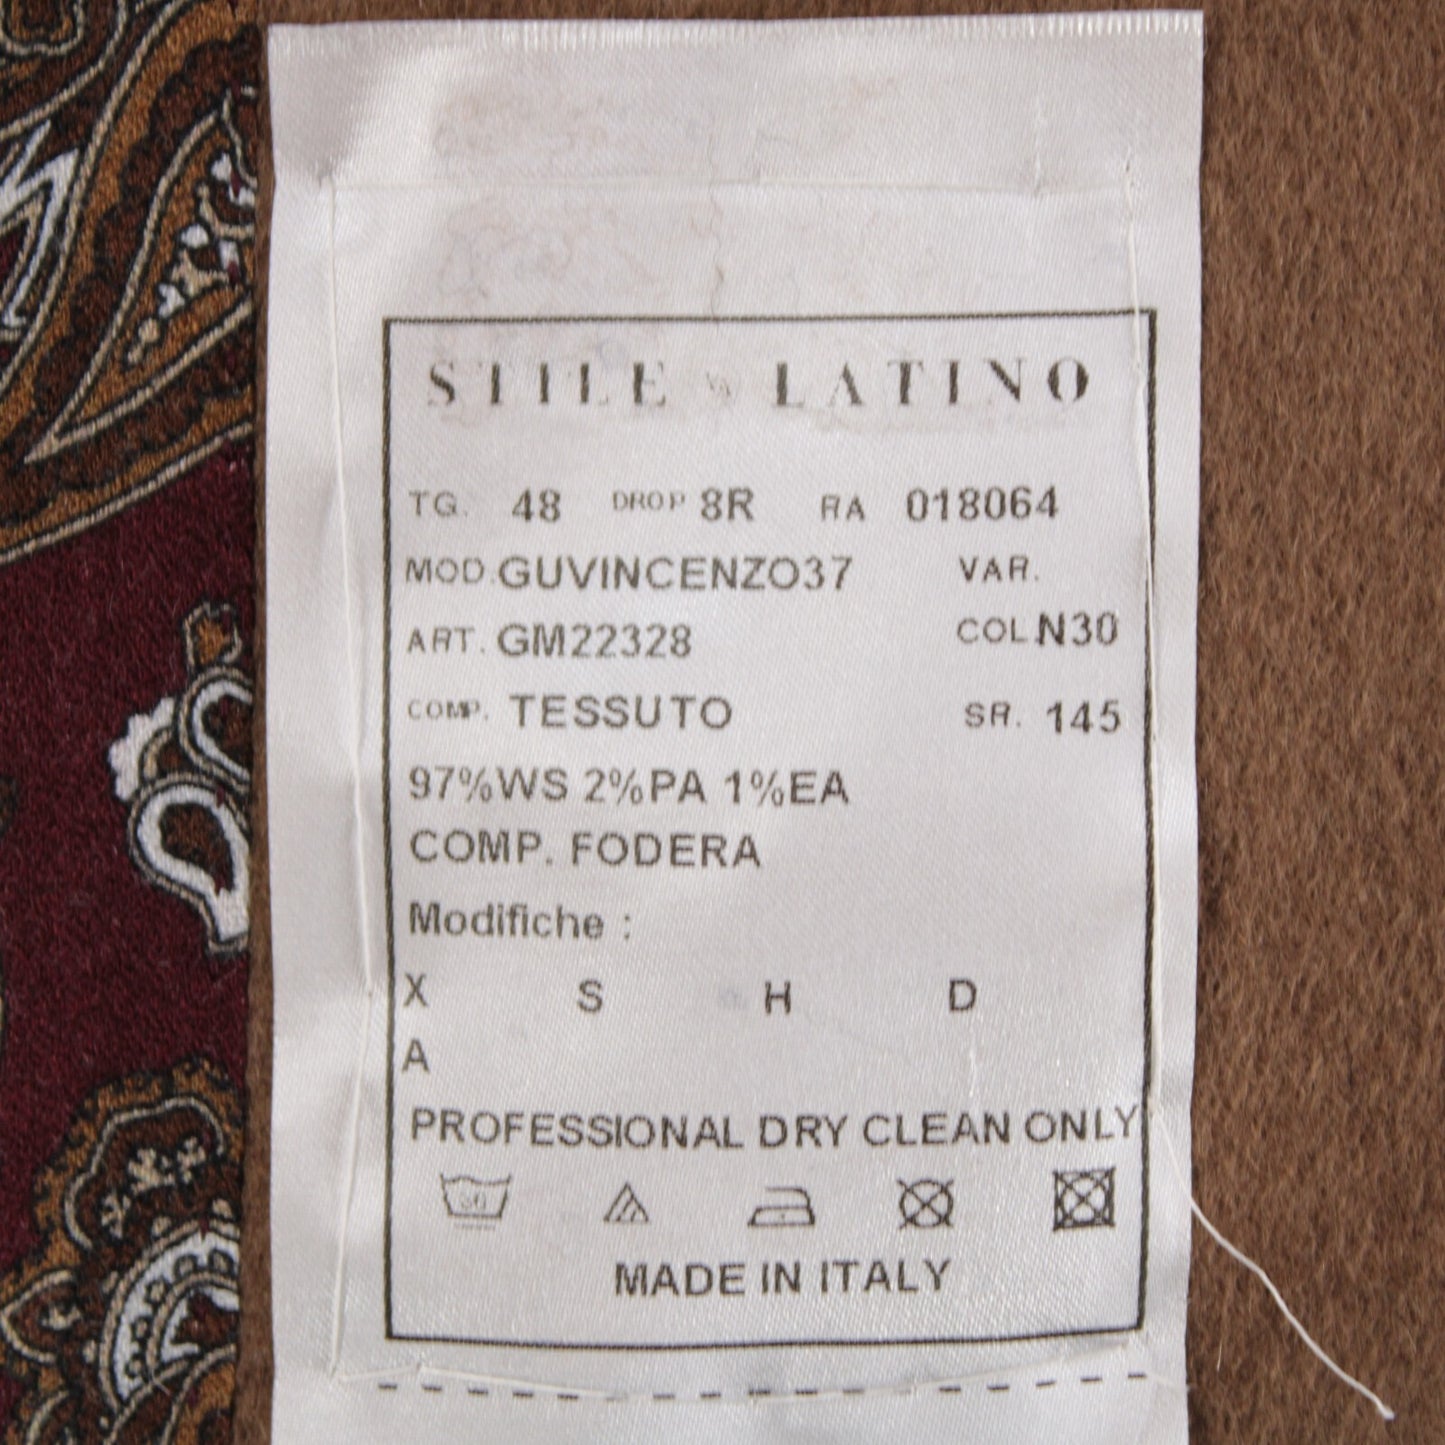 STILE LATINO
TG. 48 DROP 8R RA 018064
MOD. GUVINCENZO37 VAR.
ART. GM22328 COL. N30
COMP. TESSUTO SR. 145
97%WS 2%PA 1%EA
COMP. FODERA
Modifiche :
X S H D
A
PROFESSIONAL DRY CLEAN ONLY
MADE IN ITALY